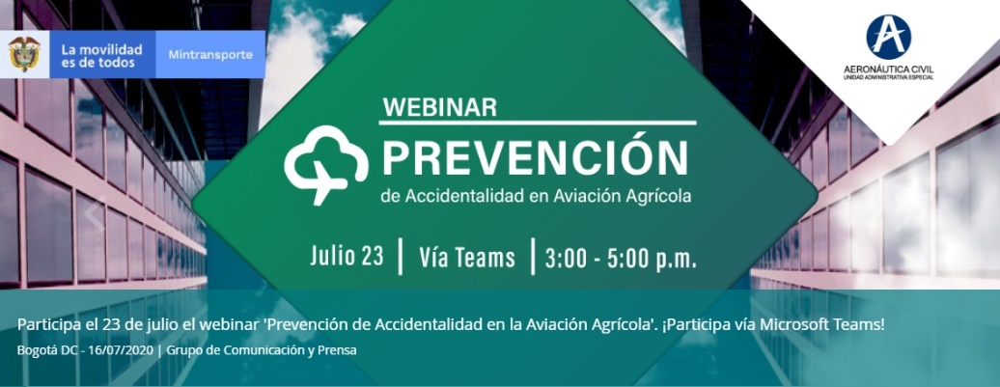 La movilidad
es de todos
Mintransporte
AERONÁUTICA CIVIL
UNIDAD ADMINISTRATIVA ESPECIAL
WEBINAR
PREVENCIÓN
de Accidentalidad en Aviación Agrícola
Julio 23 | Vía Teams | 3:00 - 5:00 p.m.
Participa el 23 de julio el webinar 'Prevención de Accidentalidad en la Aviación Agrícola'. ¡Participa vía Microsoft Teams!
Bogotá DC - 16/07/2020 | Grupo de Comunicación y Prensa